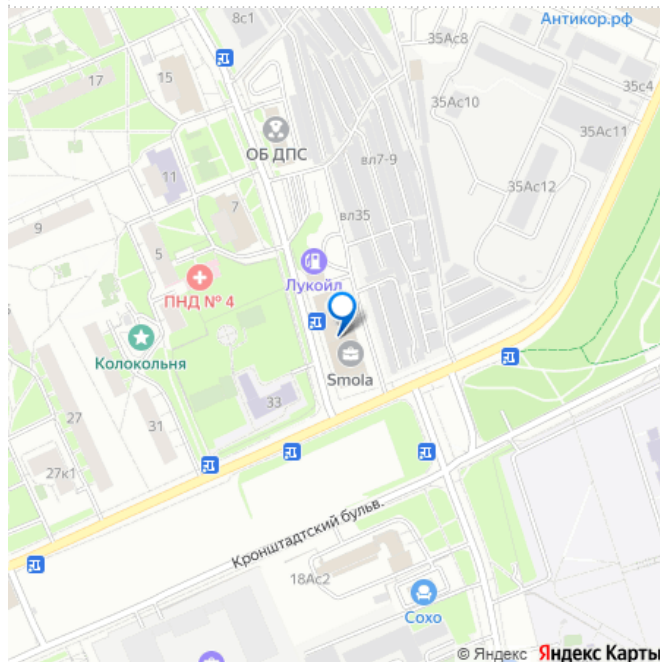 8с1
Антикор.рф
35Ас8
17
15
35с4
35Ас10
35Ас11
ОБ ДПС
вл7-9
11
35Ас12
7
вл35
9
5
Лукойл
ПНД № 4
Колокольня
Smola
33
27
31
27к1
Кронштадтский бульв.
18Ас2
Сохо
© Яндекс Яндекс Карты